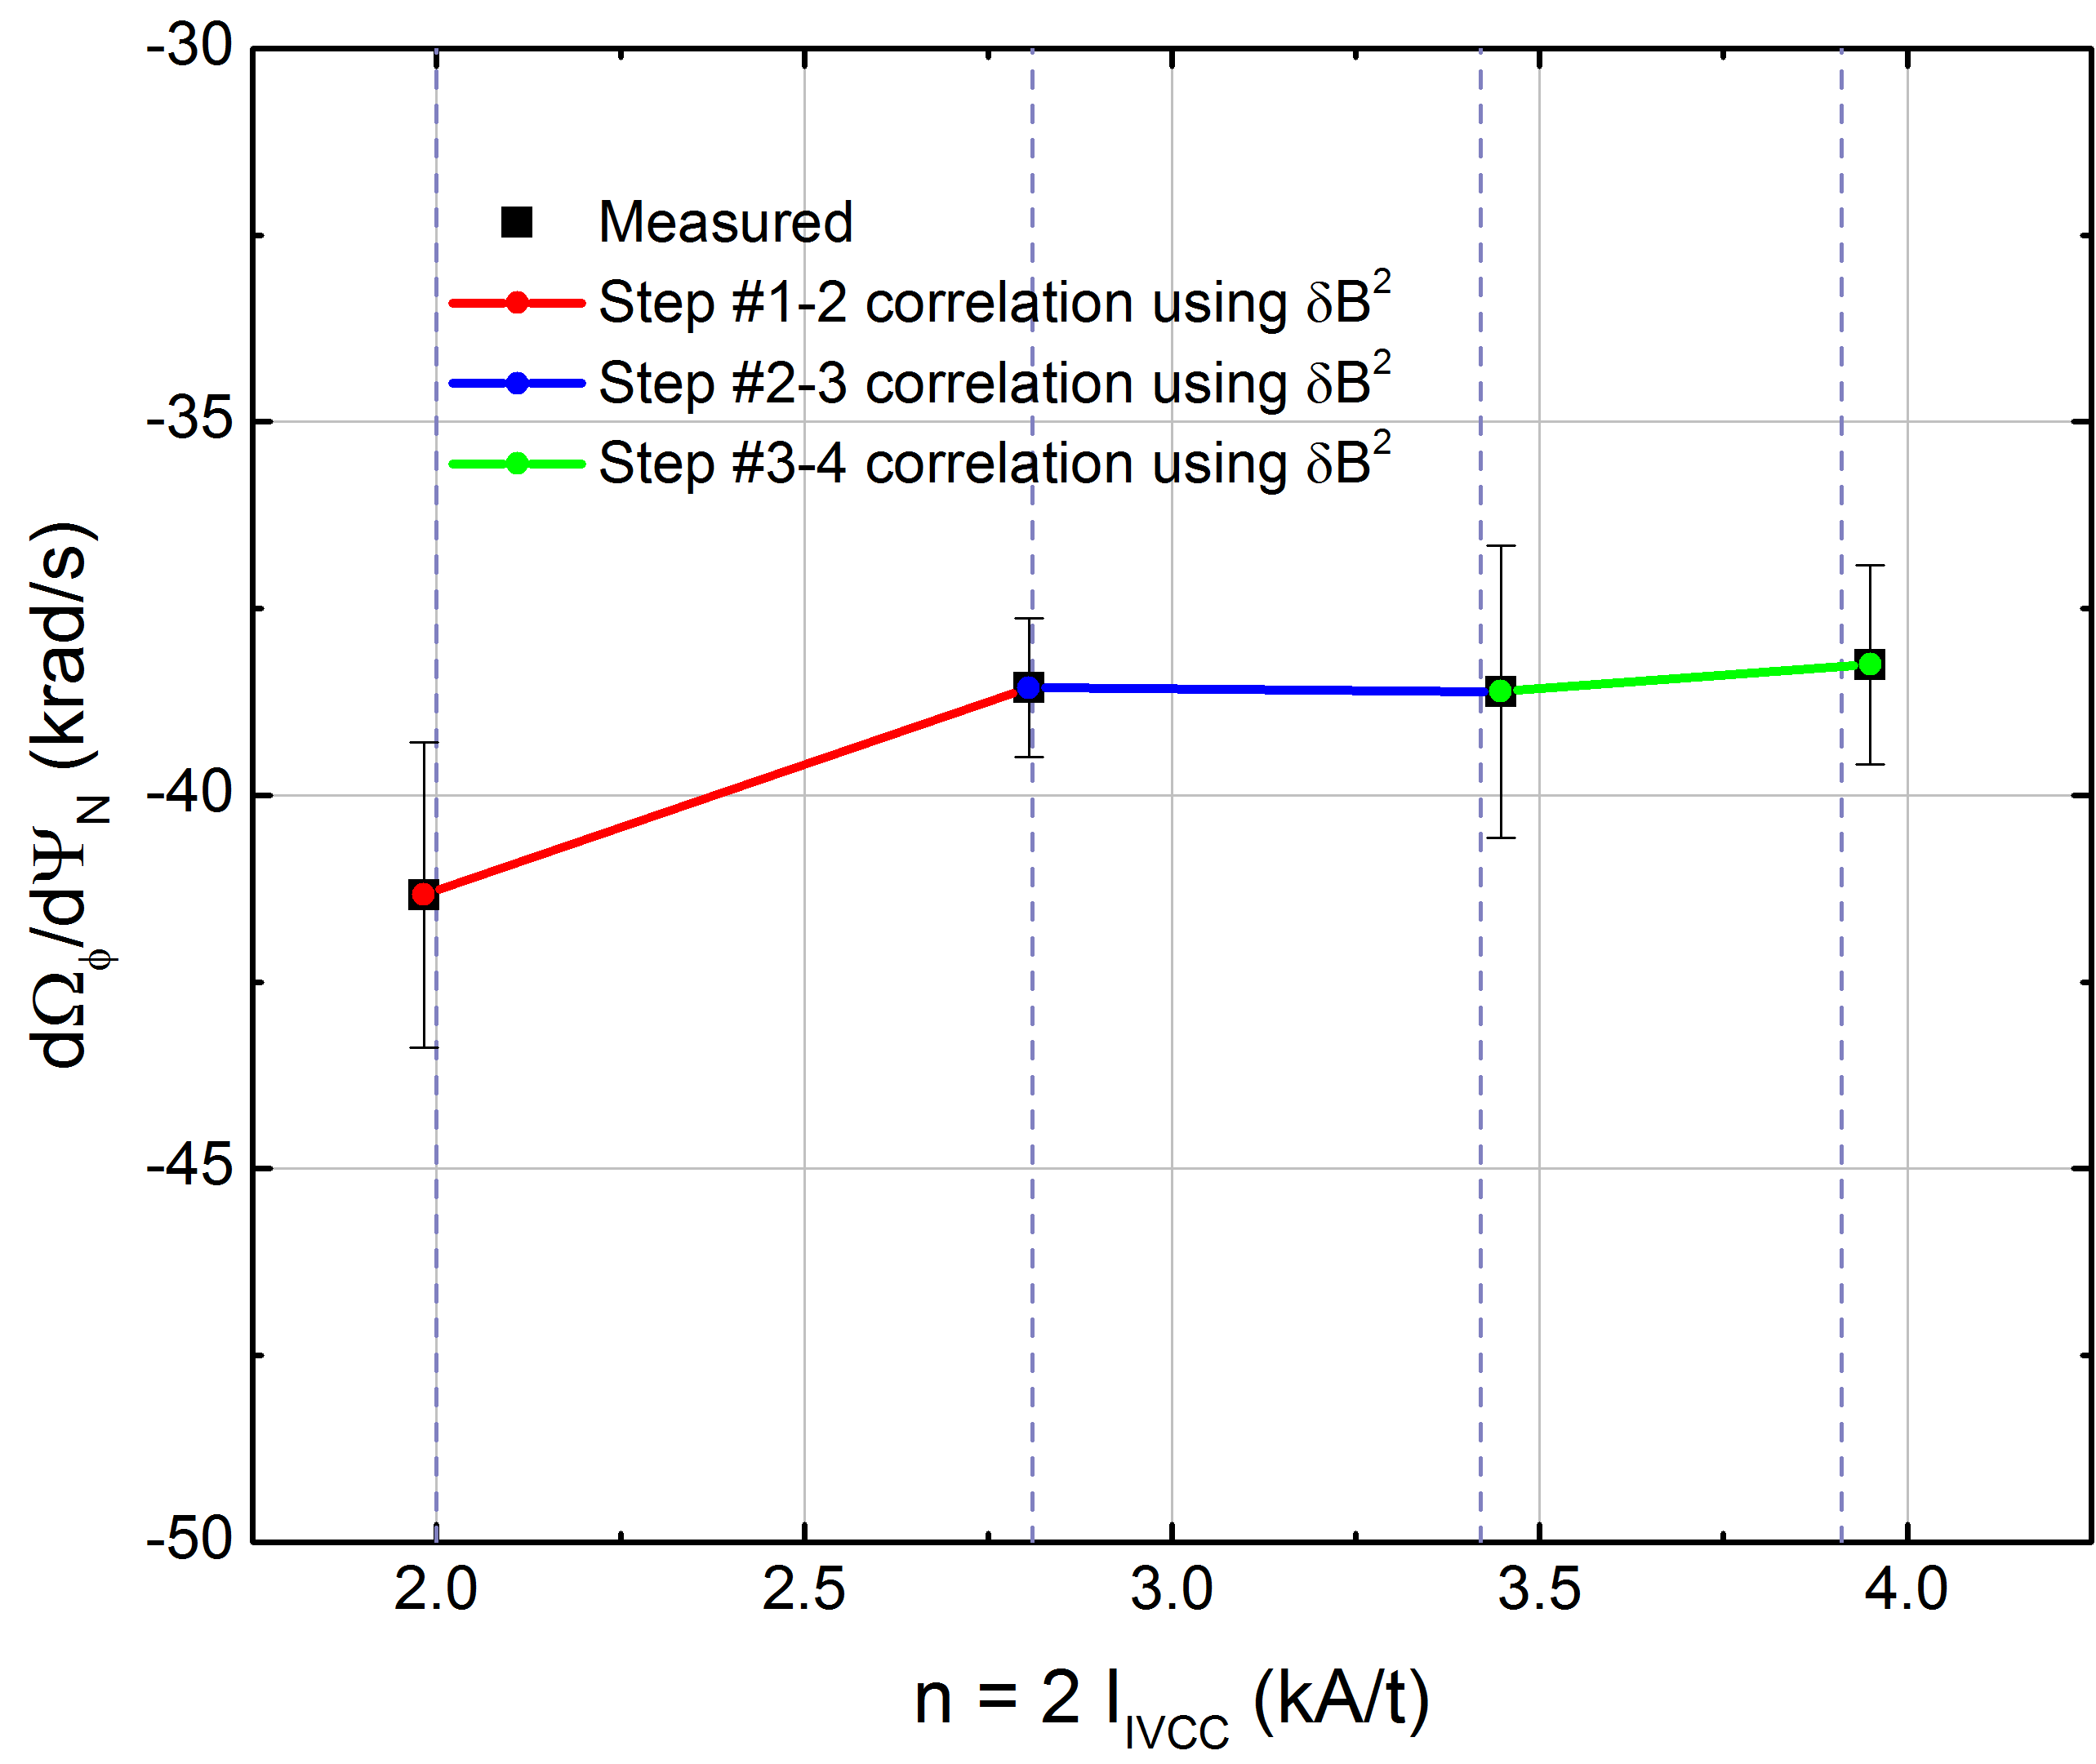 -30
-35
-40
-45
-50
dΩϕ/dΨN (krad/s)
Measured
Step #1-2 correlation using δB²
Step #2-3 correlation using δB²
Step #3-4 correlation using δB²
2.0 2.5 3.0 3.5 4.0
n = 2 IIVCC (kA/t)